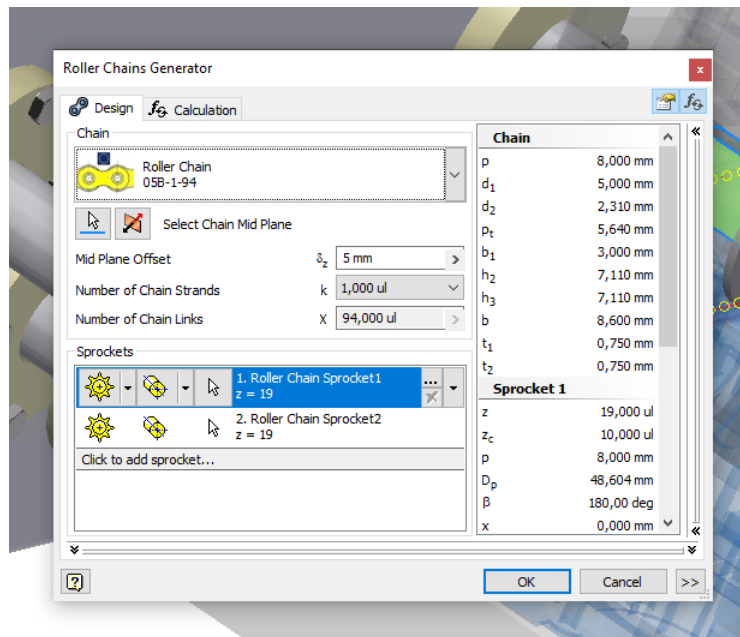 Roller Chains Generator
x
Design
fG Calculation
fG
Chain
Roller Chain
05B-1-94
Select Chain Mid Plane
Mid Plane Offset δz 5 mm >
Number of Chain Strands k 1,000 ul
Number of Chain Links X 94,000 ul >
Sprockets
1. Roller Chain Sprocket1
z = 19
...
2. Roller Chain Sprocket2
z = 19
Click to add sprocket...
Chain
p 8,000 mm
d1 5,000 mm
d2 2,310 mm
pt 5,640 mm
b1 3,000 mm
h2 7,110 mm
h3 7,110 mm
b 8,600 mm
t1 0,750 mm
t2 0,750 mm
Sprocket 1
z 19,000 ul
zc 10,000 ul
p 8,000 mm
Dp 48,604 mm
β 180,00 deg
x 0,000 mm
«
«
?
OK
Cancel
>>